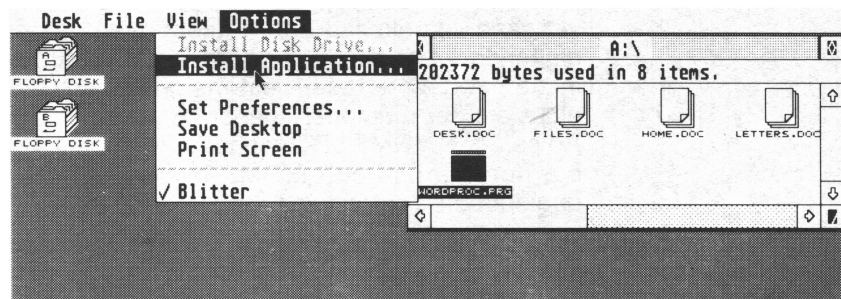 Desk File View Options
Install Disk Drive...
Install Application...
Set Preferences...
Save Desktop
Print Screen
✓ Blitter
A
FLOPPY DISK
B
FLOPPY DISK
A:\
202372 bytes used in 8 items.
DESK.DOC FILES.DOC HOME.DOC LETTERS.DOC
WORDPROC.PRG